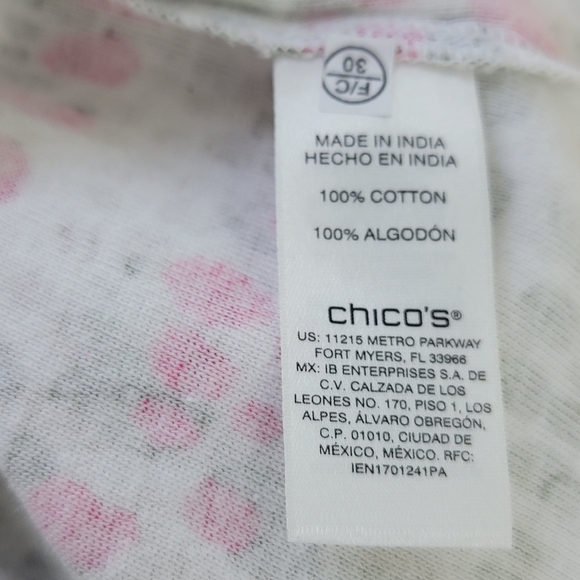 F/C
30
MADE IN INDIA
HECHO EN INDIA
100% COTTON
100% ALGODÓN
chico's®
US: 11215 METRO PARKWAY
FORT MYERS, FL 33966
MX: IB ENTERPRISES S.A. DE
C.V. CALZADA DE LOS
LEONES NO. 170, PISO 1, LOS
ALPES, ÁLVARO OBREGÓN,
C.P. 01010, CIUDAD DE
MÉXICO, MÉXICO. RFC:
IEN1701241PA